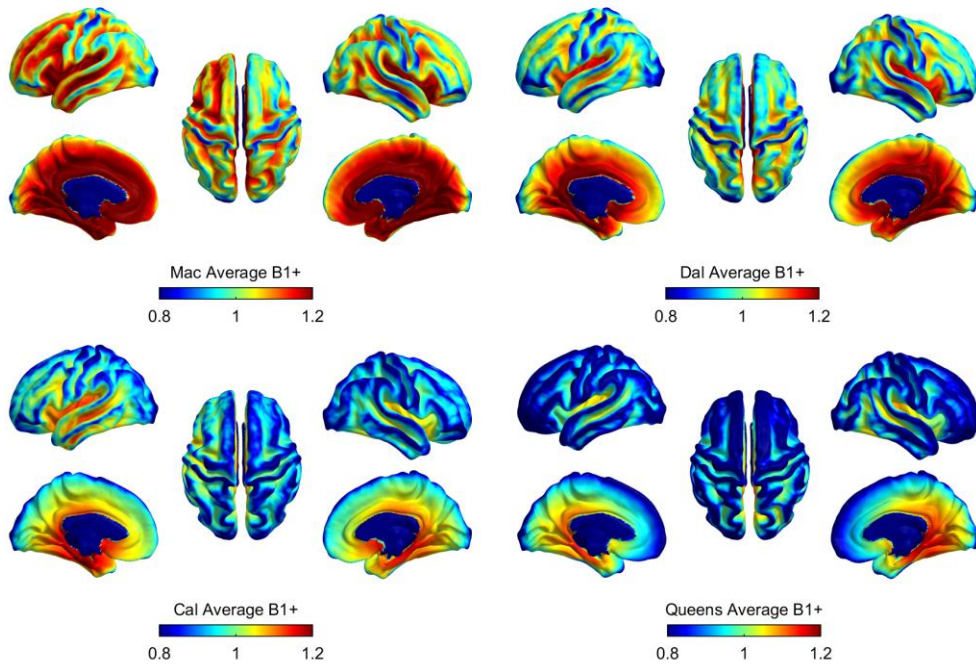 Mac Average B1+
0.8 1 1.2
Dal Average B1+
0.8 1 1.2
Cal Average B1+
0.8 1 1.2
Queens Average B1+
0.8 1 1.2